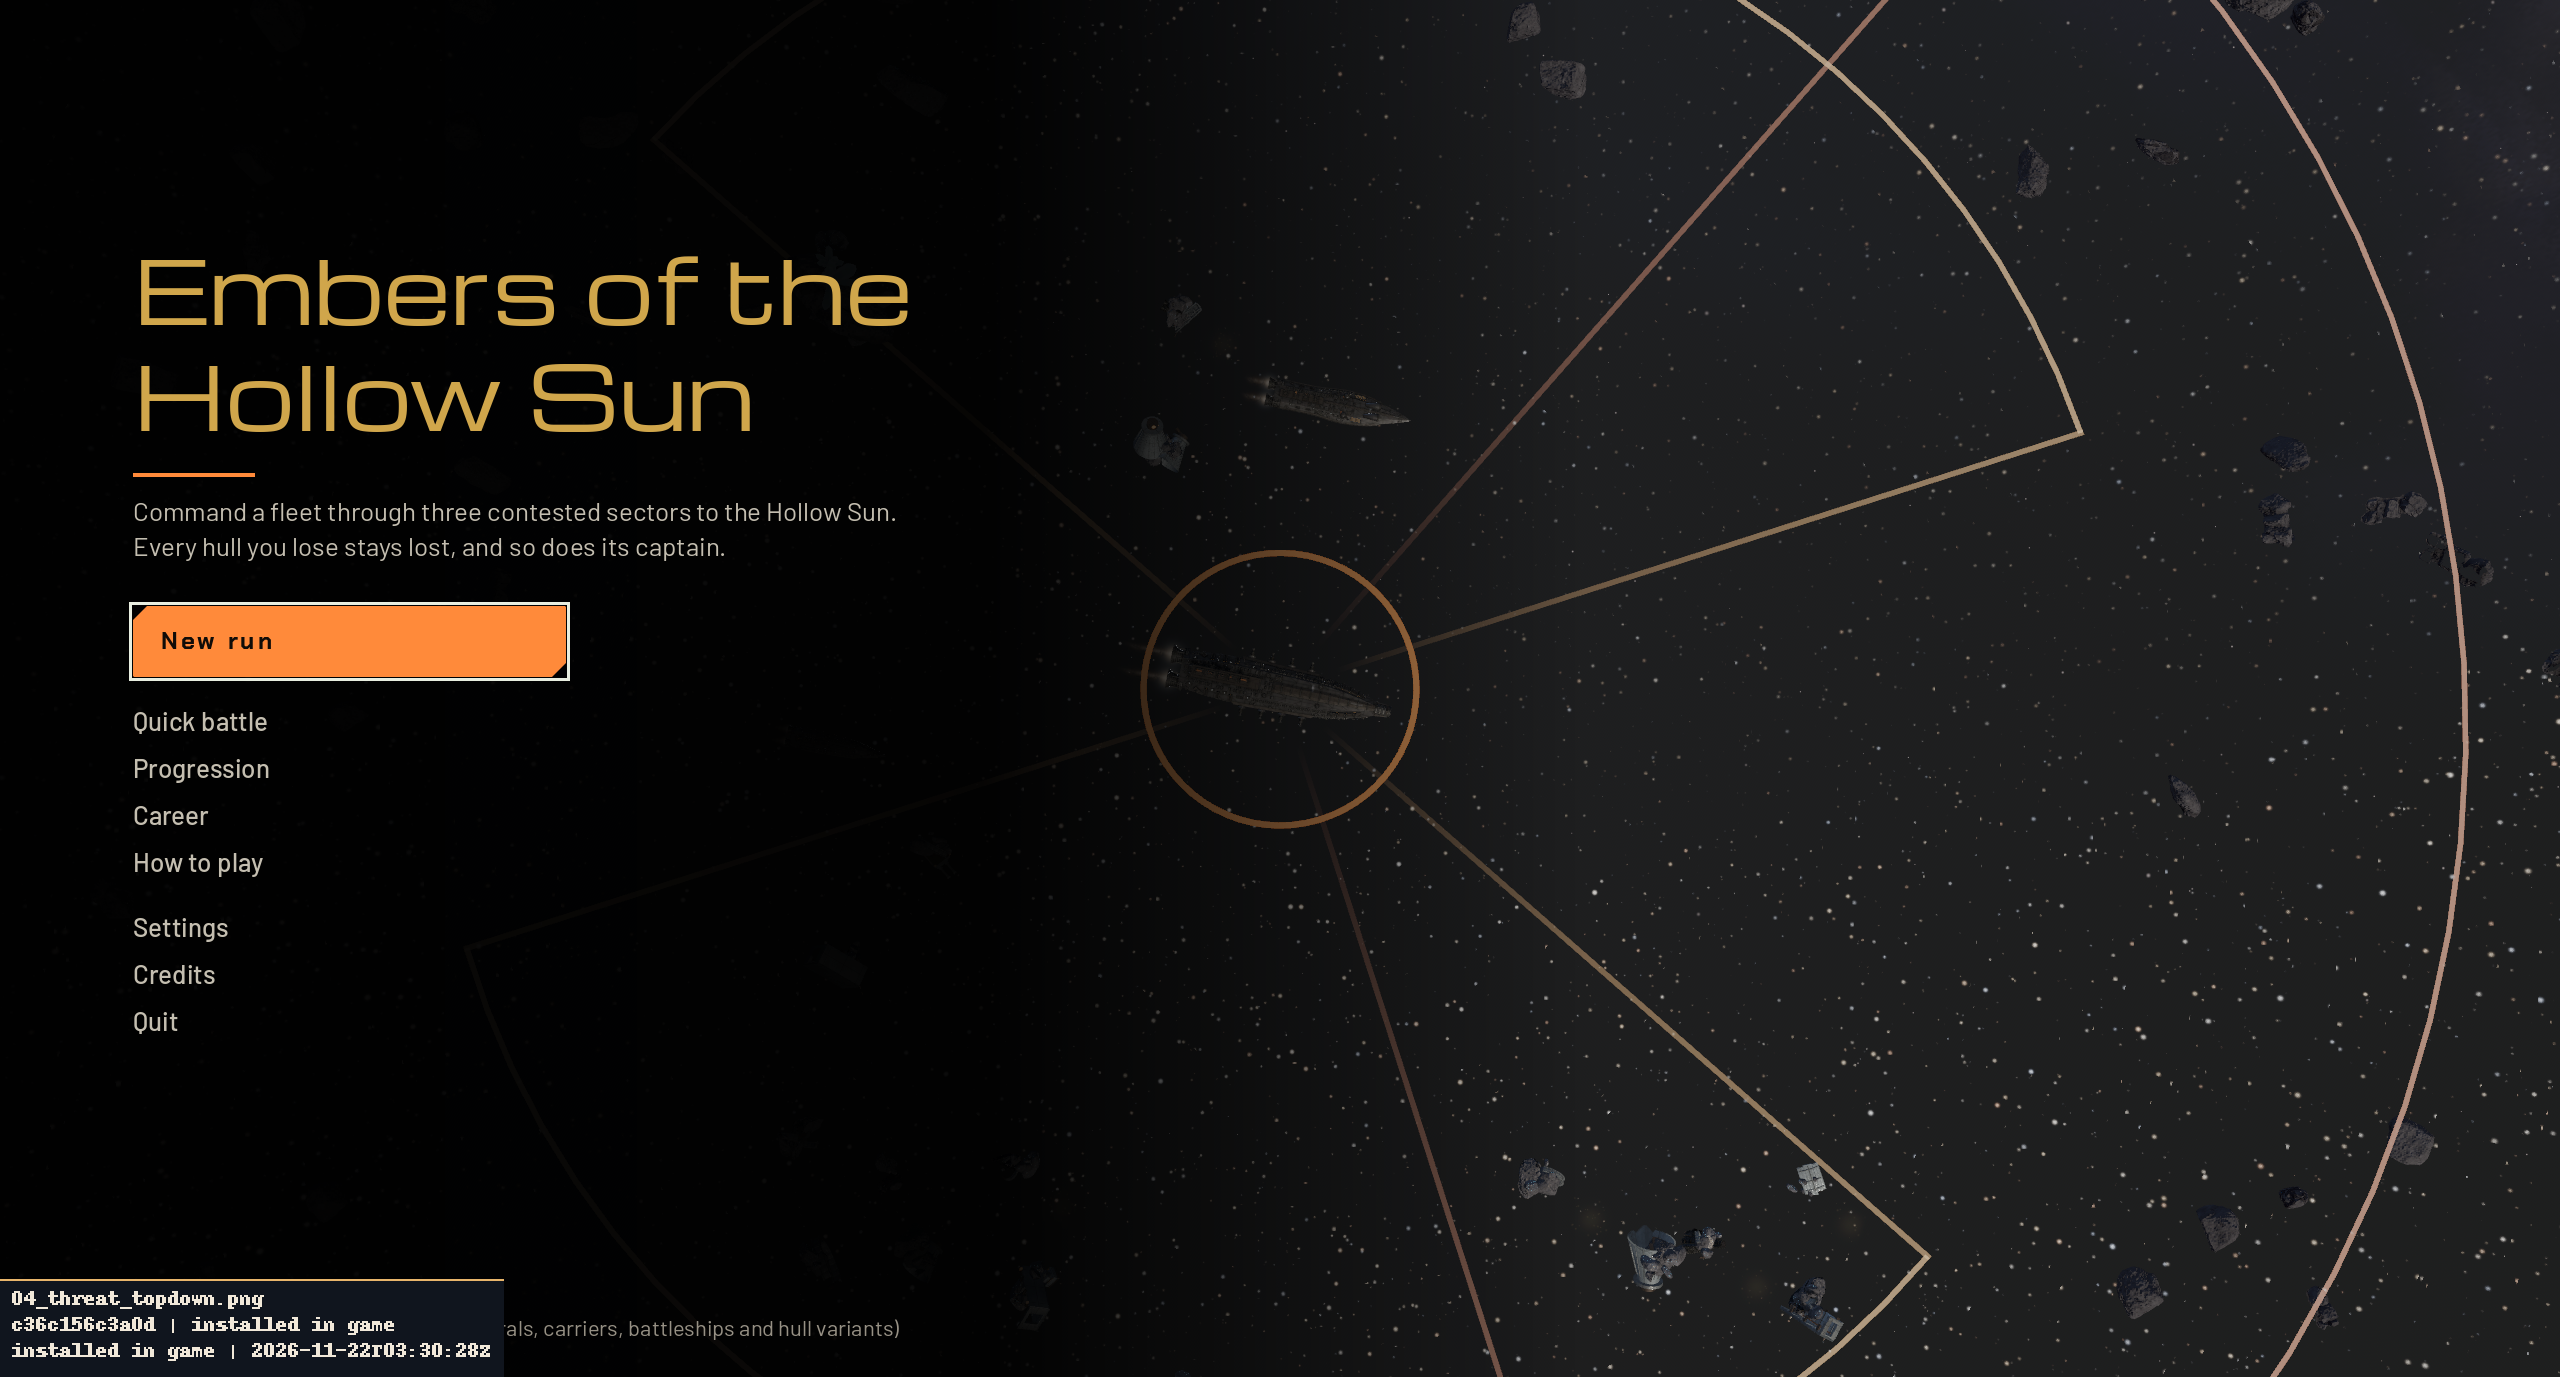 Embers of the
Hollow Sun
Command a fleet through three contested sectors to the Hollow Sun.
Every hull you lose stays lost, and so does its captain.
New run
Quick battle
Progression
Career
How to play
Settings
Credits
Quit
carriers, battleships and hull variants)
04_threat_topdown.png
c36c156c3a0d | installed in game
installed in game | 2026-11-22T03:30:28Z